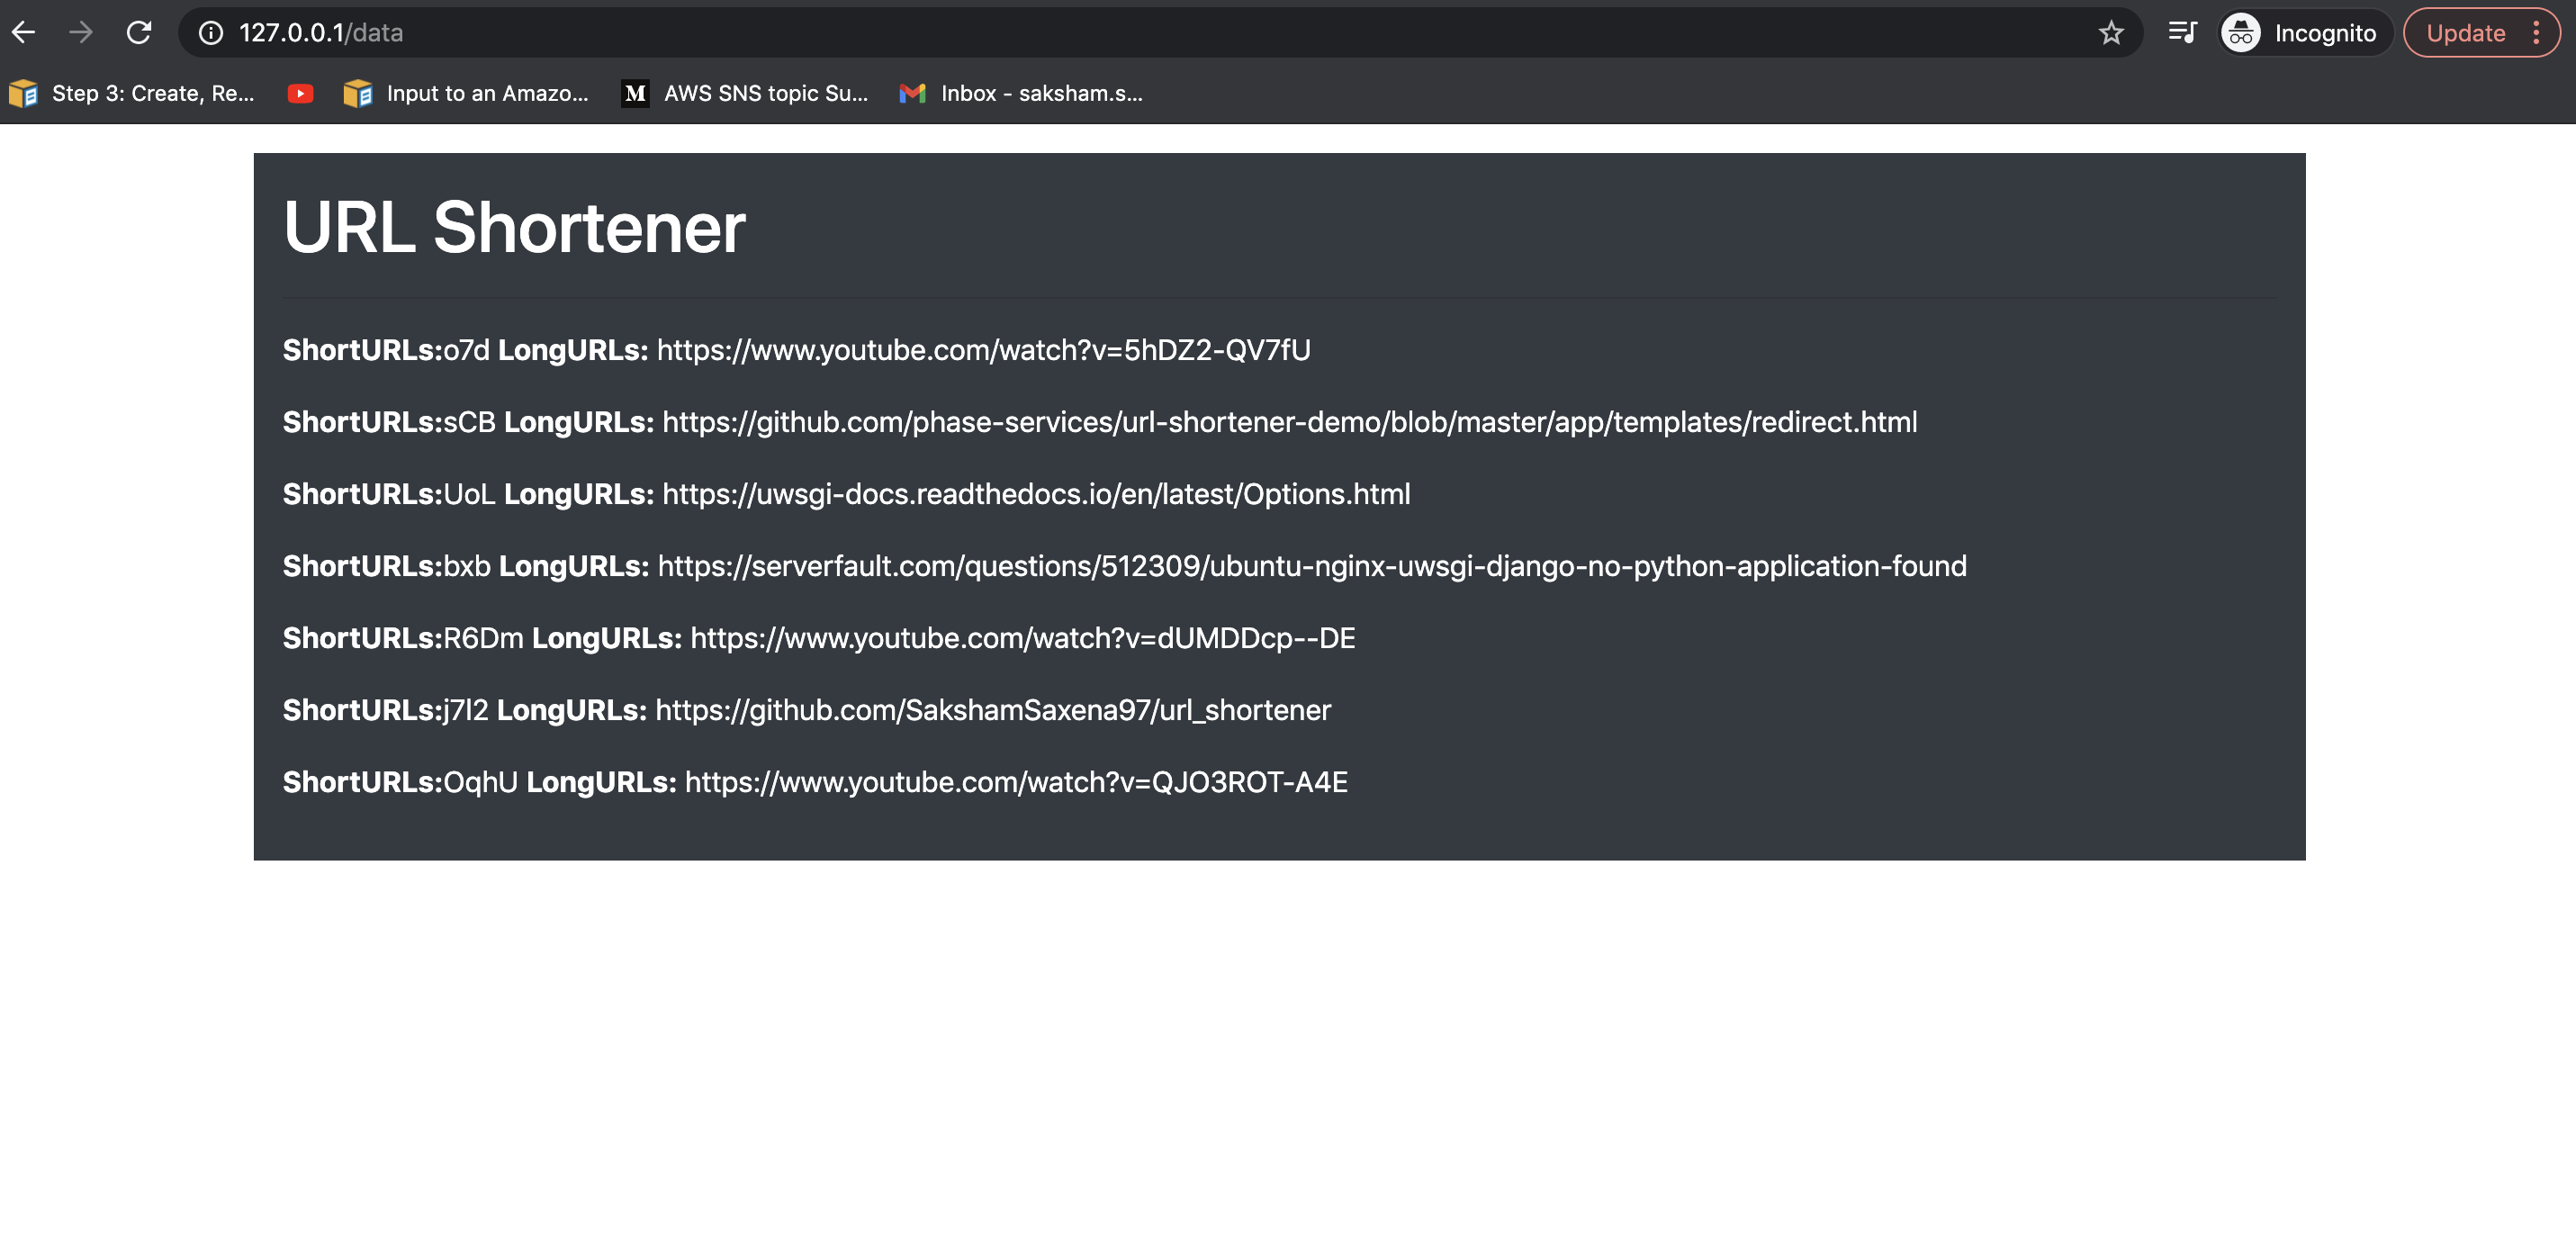 127.0.0.1/data
Incognito
Update
Step 3: Create, Re...
Input to an Amazo...
M
AWS SNS topic Su...
Inbox - saksham.s...
URL Shortener
ShortURLs:o7d LongURLs: https://www.youtube.com/watch?v=5hDZ2-QV7fU
ShortURLs:sCB LongURLs: https://github.com/phase-services/url-shortener-demo/blob/master/app/templates/redirect.html
ShortURLs:UoL LongURLs: https://uwsgi-docs.readthedocs.io/en/latest/Options.html
ShortURLs:bxb LongURLs: https://serverfault.com/questions/512309/ubuntu-nginx-uwsgi-django-no-python-application-found
ShortURLs:R6Dm LongURLs: https://www.youtube.com/watch?v=dUMDDcp--DE
ShortURLs:j7l2 LongURLs: https://github.com/SakshamSaxena97/url_shortener
ShortURLs:OqhU LongURLs: https://www.youtube.com/watch?v=QJO3ROT-A4E